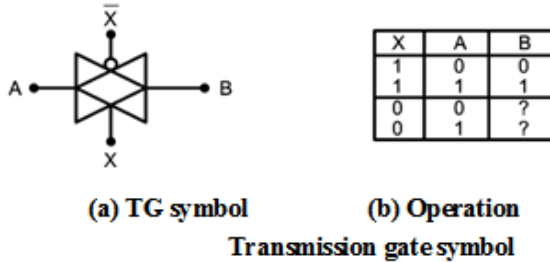 X̅
A B
X
X A B
1 0 0
1 1 1
0 0 ?
0 1 ?
(a) TG symbol (b) Operation
Transmission gate symbol